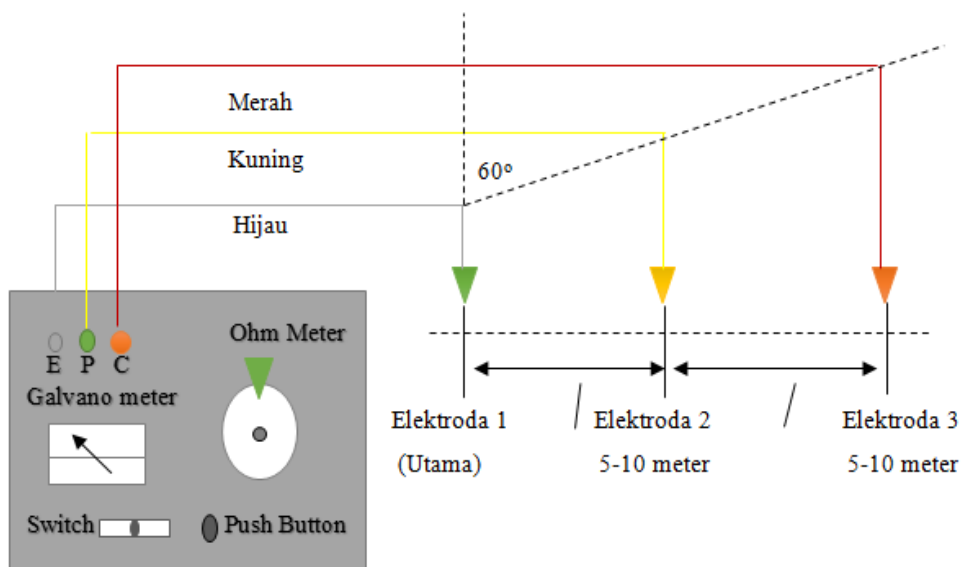 Merah
Kuning
60º
Hijau
E P C
Ohm Meter
Galvano meter
Switch
Push Button
Elektroda 1
(Utama)
Elektroda 2
5-10 meter
Elektroda 3
5-10 meter